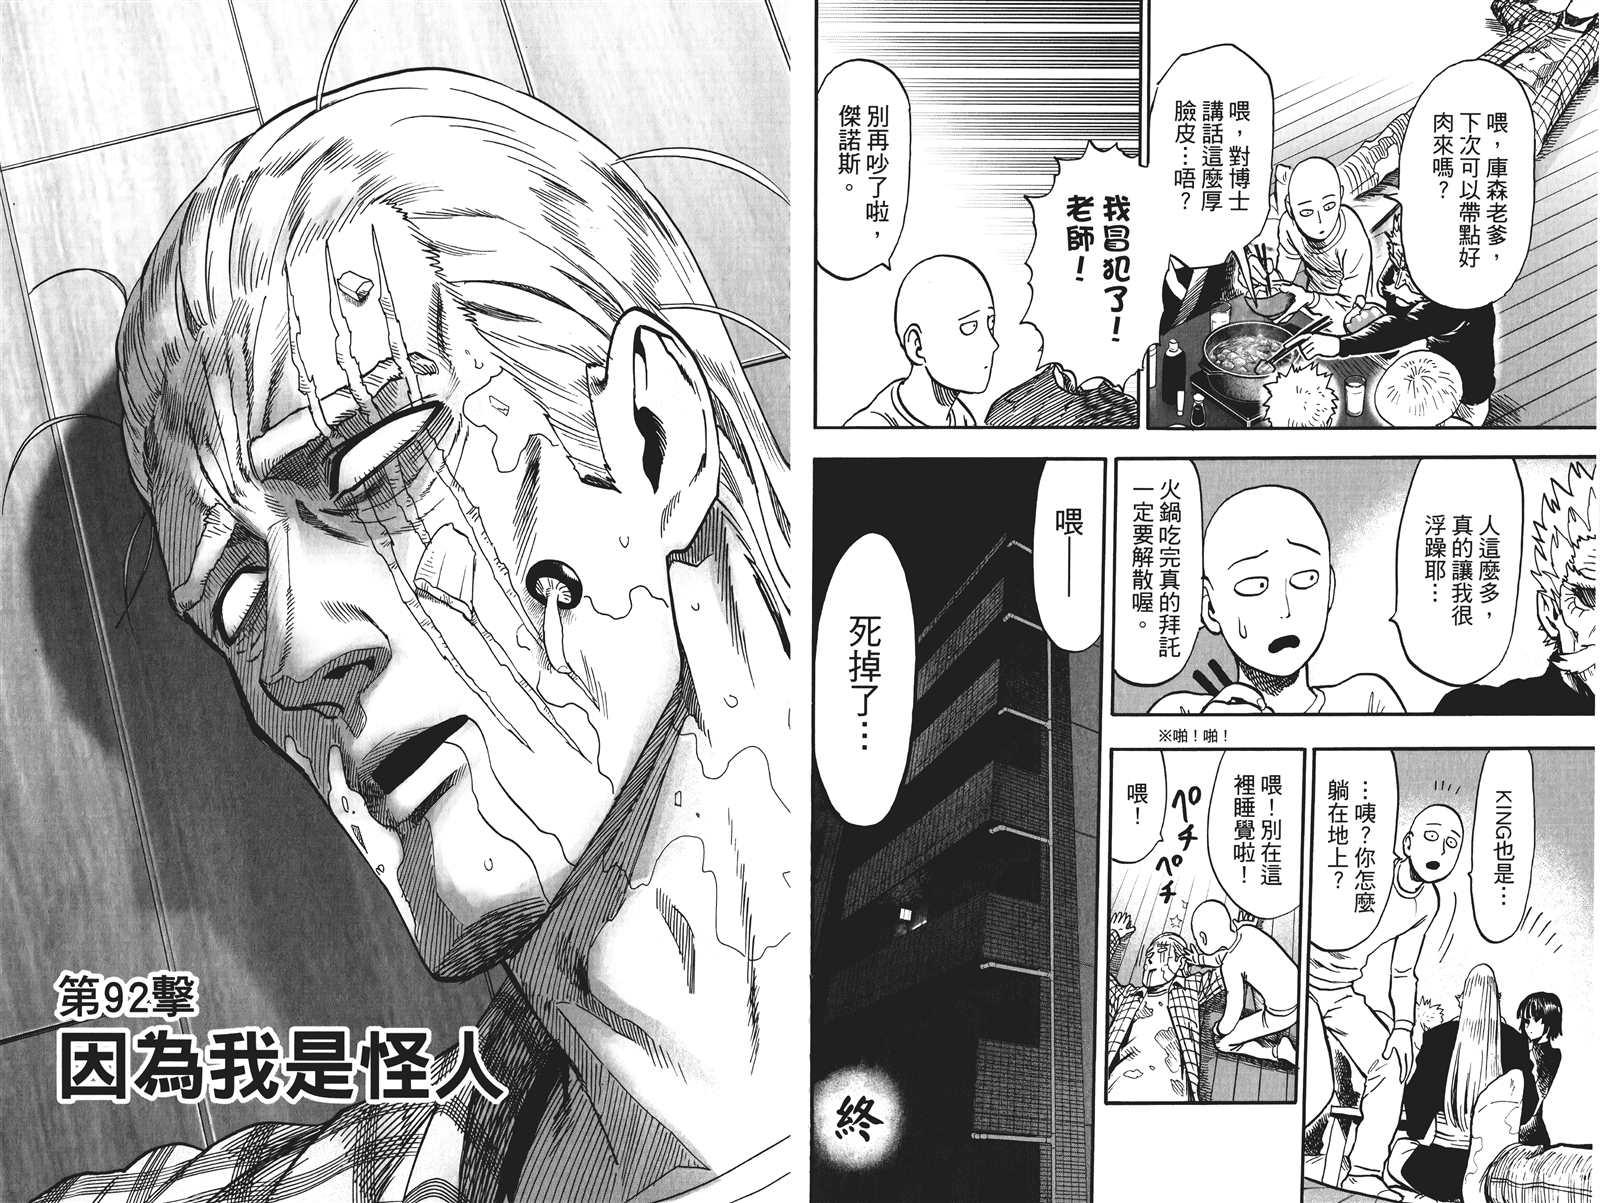 喂，庫森老爹，
下次可以帶點好
肉來嗎？
喂，對博士
講話這麼厚
臉皮…唔？
我冒犯了！
老師！
別再吵了啦，
傑諾斯。
人這麼多，
真的讓我很
浮躁耶…
火鍋吃完真的拜託
一定要解散喔。
KING也是…
…咦？你怎麼
躺在地上？
※啪！啪！
喂！別在這
裡睡覺啦！
ペチ
ペチ
喂！
喂——
死掉了…
終
第92擊
因為我是怪人